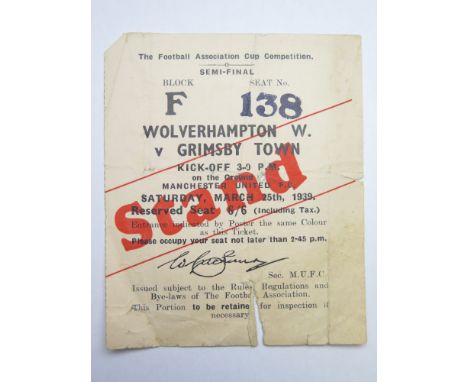 The Football Association Cup Competition.
SEMI-FINAL
BLOCK SEAT No.
F 138
WOLVERHAMPTON W.
v GRIMSBY TOWN
KICK-OFF 3-0 P.M.
on the Ground
MANCHESTER UNITED F.C.
Stand
SATURDAY, MARCH 25th, 1939.
Reserved Seat 6/6 (Including Tax.)
Entrance indicated by Poster the same Colour
as this Ticket.
Please occupy your seat not later than 2-45 p.m.
Sec. M.U.F.C.
Issued subject to the Rules, Regulations and
Bye-laws of The Football Association.
This Portion to be retained for inspection if
necessary